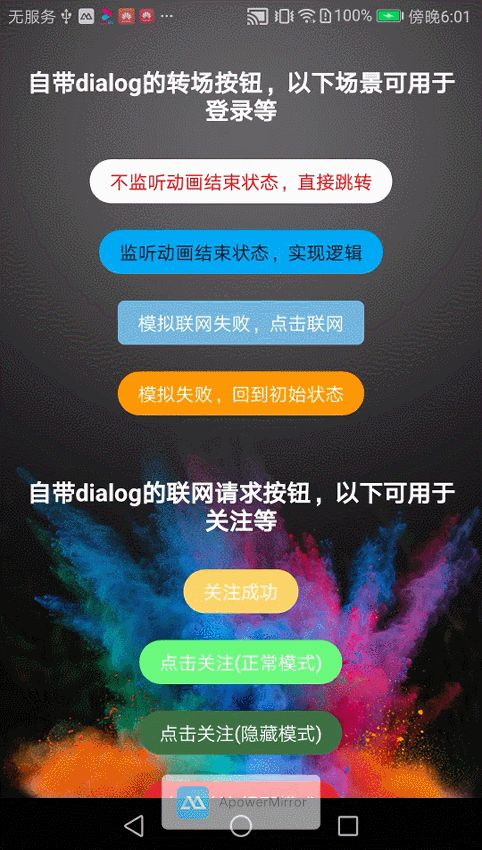 无服务 100% 傍晚6:01
自带dialog的转场按钮，以下场景可用于
登录等
不监听动画结束状态，直接跳转
监听动画结束状态，实现逻辑
模拟联网失败，点击联网
模拟失败，回到初始状态
自带dialog的联网请求按钮，以下可用于
关注等
关注成功
点击关注(正常模式)
点击关注(隐藏模式)
ApowerMirror